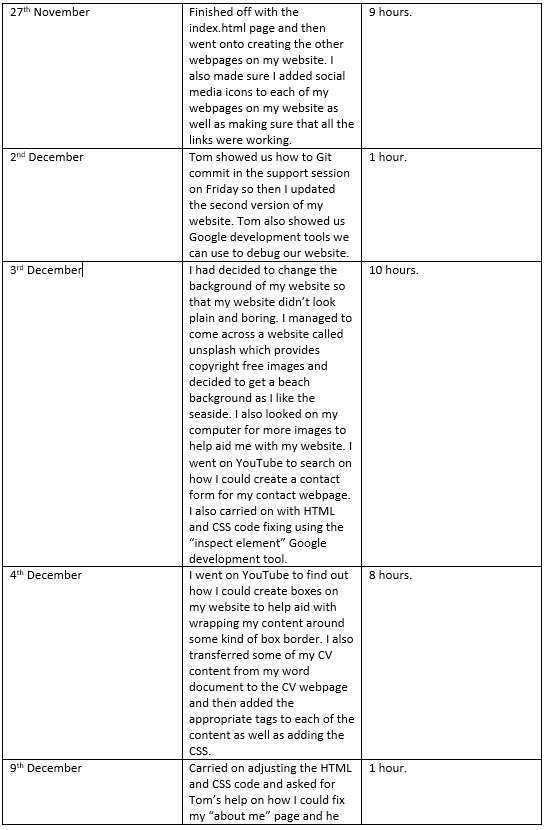 27th November
Finished off with the
index.html page and then
went onto creating the other
webpages on my website. I
also made sure I added social
media icons to each of my
webpages on my website as
well as making sure that all the
links were working.
9 hours.
2nd December
Tom showed us how to Git
commit in the support session
on Friday so then I updated
the second version of my
website. Tom also showed us
Google development tools we
can use to debug our website.
1 hour.
3rd December
I had decided to change the
background of my website so
that my website didn’t look
plain and boring. I managed to
come across a website called
unsplash which provides
copyright free images and
decided to get a beach
background as I like the
seaside. I also looked on my
computer for more images to
help aid me with my website. I
went on YouTube to search on
how I could create a contact
form for my contact webpage.
I also carried on with HTML
and CSS code fixing using the
“inspect element” Google
development tool.
10 hours.
4th December
I went on YouTube to find out
how I could create boxes on
my website to help aid with
wrapping my content around
some kind of box border. I also
transferred some of my CV
content from my word
document to the CV webpage
and then added the
appropriate tags to each of the
content as well as adding the
CSS.
8 hours.
9th December
Carried on adjusting the HTML
and CSS code and asked for
Tom’s help on how I could fix
my “about me” page and he
1 hour.